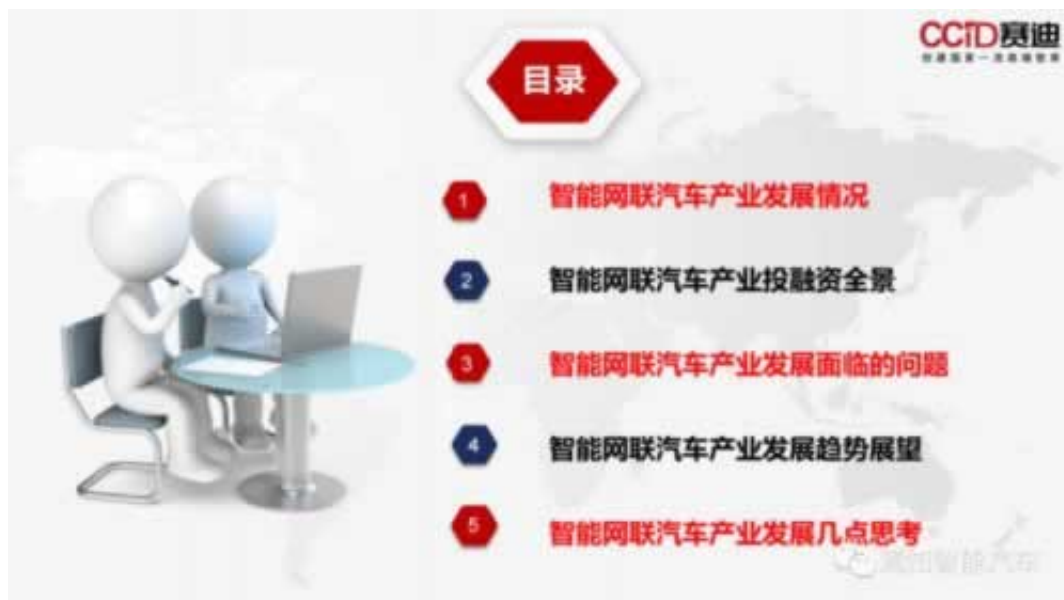 CCID赛迪
目录
1 智能网联汽车产业发展情况
2 智能网联汽车产业投融资全景
3 智能网联汽车产业发展面临的问题
4 智能网联汽车产业发展趋势展望
5 智能网联汽车产业发展几点思考
智能汽车